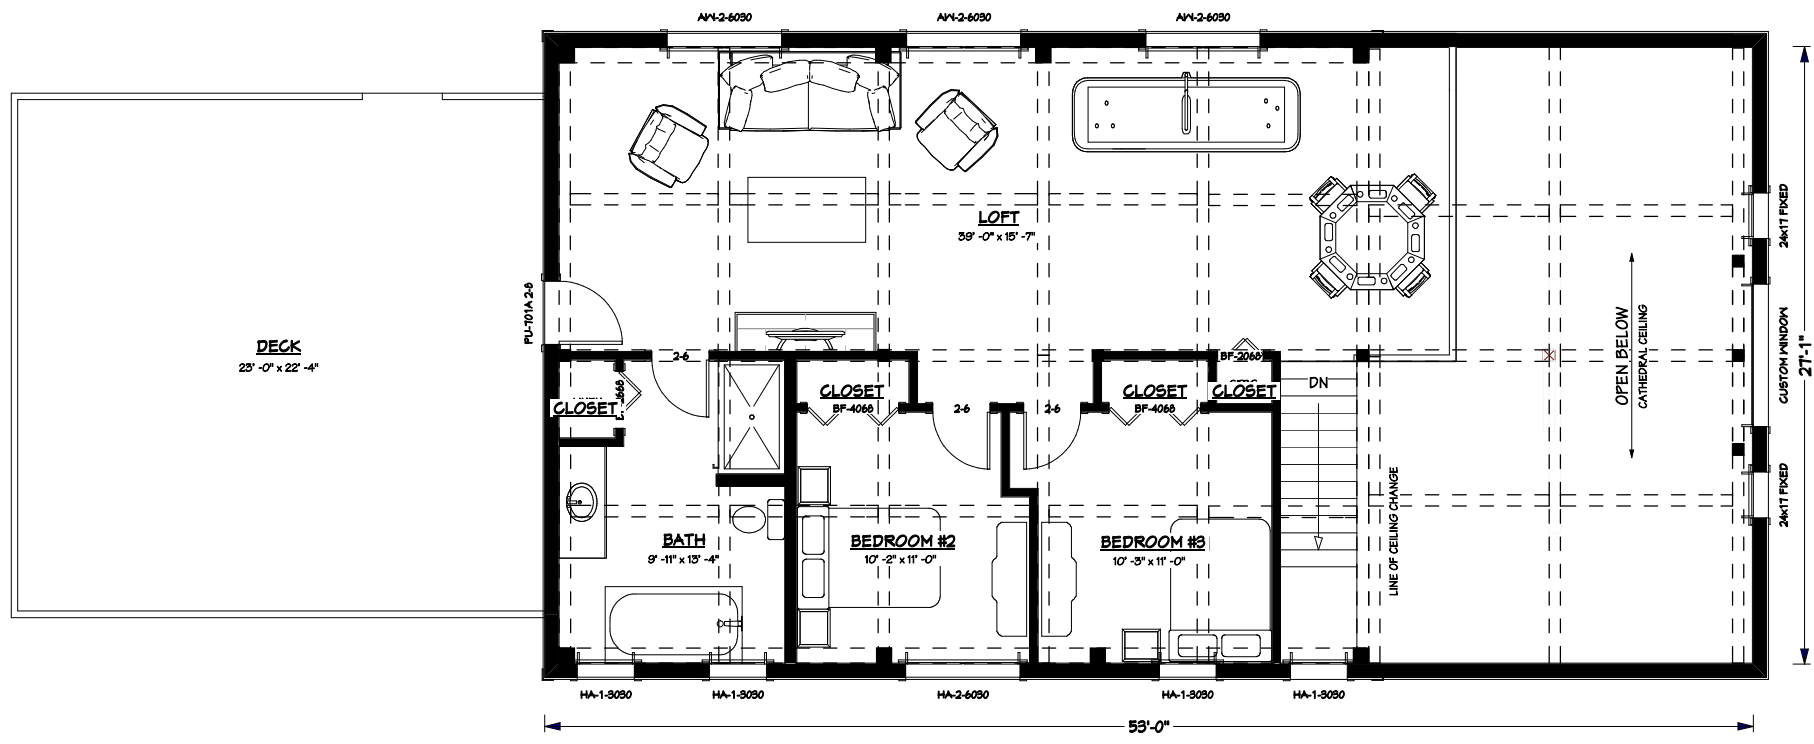 AW-2-6030
AW-2-6030
AW-2-6030
24x17 FIXED
LOFT
39' -0" x 15' -7"
PU-701A 2-8
OPEN BELOW
CATHEDRAL CEILING
CUSTOM WINDOW
27'-1"
DECK
23' -0" x 22' -4"
2-6
BF-2068
CLOSET
CLOSET
BF-4068
2-6
2-6
CLOSET
BF-4068
CLOSET
DN
24x17 FIXED
LINE OF CEILING CHANGE
BATH
9' -11" x 13' -4"
BEDROOM #2
10' -2" x 11' -0"
BEDROOM #3
10' -3" x 11' -0"
HA-1-3030
HA-1-3030
HA-2-6030
HA-1-3030
HA-1-3030
53'-0"